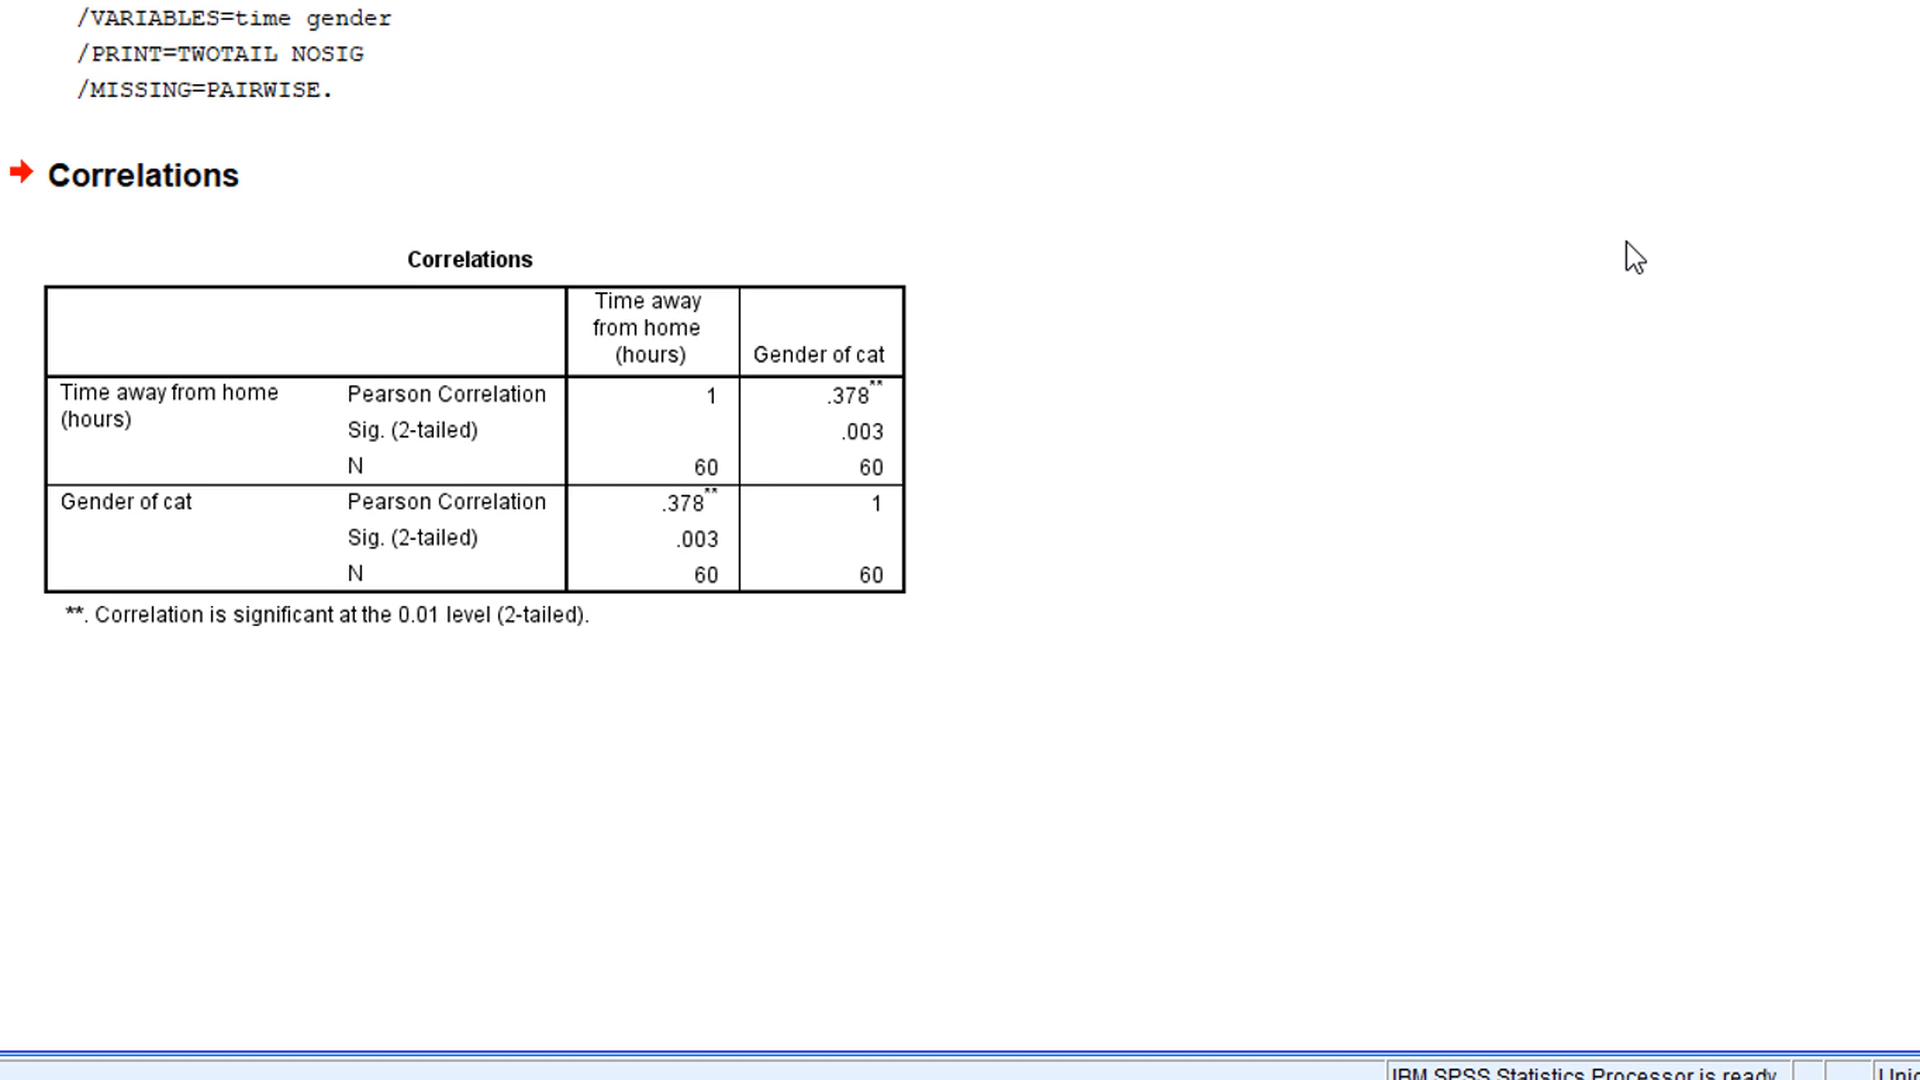 /VARIABLES=time gender
/PRINT=TWOTAIL NOSIG
/MISSING=PAIRWISE.
Correlations
Correlations
Time away from home (hours) Gender of cat
Time away from home (hours) Pearson Correlation 1 .378**
Sig. (2-tailed) .003
N 60 60
Gender of cat Pearson Correlation .378** 1
Sig. (2-tailed) .003
N 60 60
**. Correlation is significant at the 0.01 level (2-tailed).
IBM SPSS Statistics Processor is ready